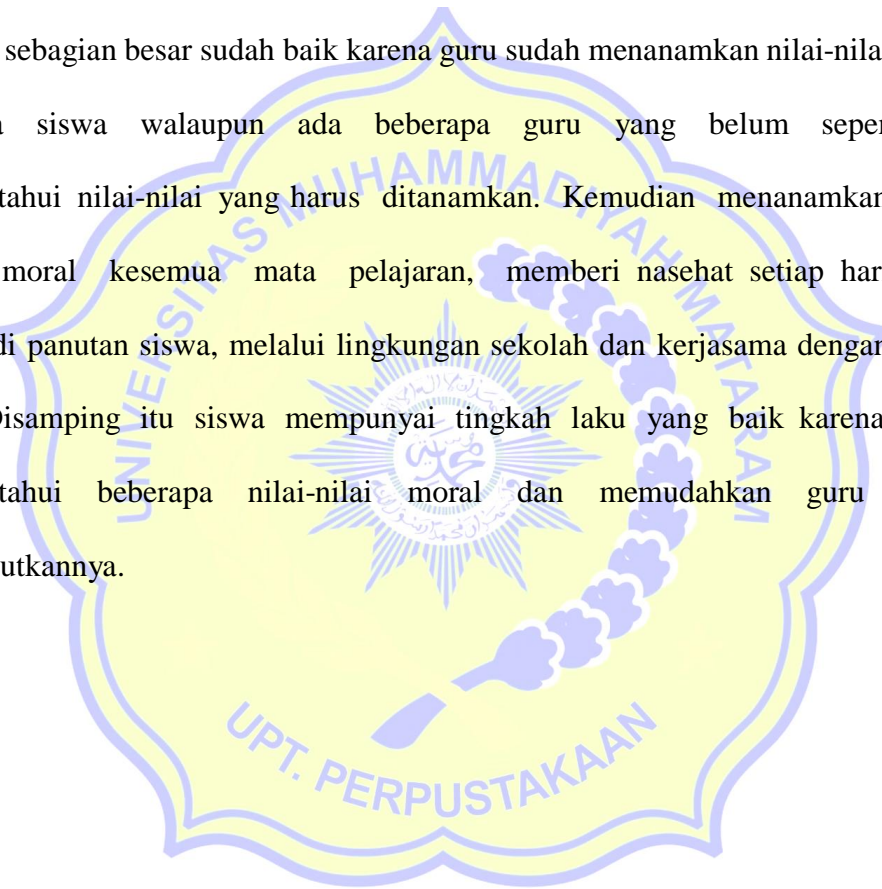 sebagian besar sudah baik karena guru sudah menanamkan nilai-nila
a siswa walaupun ada beberapa guru yang belum seper
tahui nilai-nilai yang harus ditanamkan. Kemudian menanamkan
moral kesemua mata pelajaran, memberi nasehat setiap har
di panutan siswa, melalui lingkungan sekolah dan kerjasama dengan
Disamping itu siswa mempunyai tingkah laku yang baik karena
tahui beberapa nilai-nilai moral dan memudahkan guru
utkannya.
UNIVERSITAS MUHAMMADIYAH MATARAM
UPT. PERPUSTAKAAN